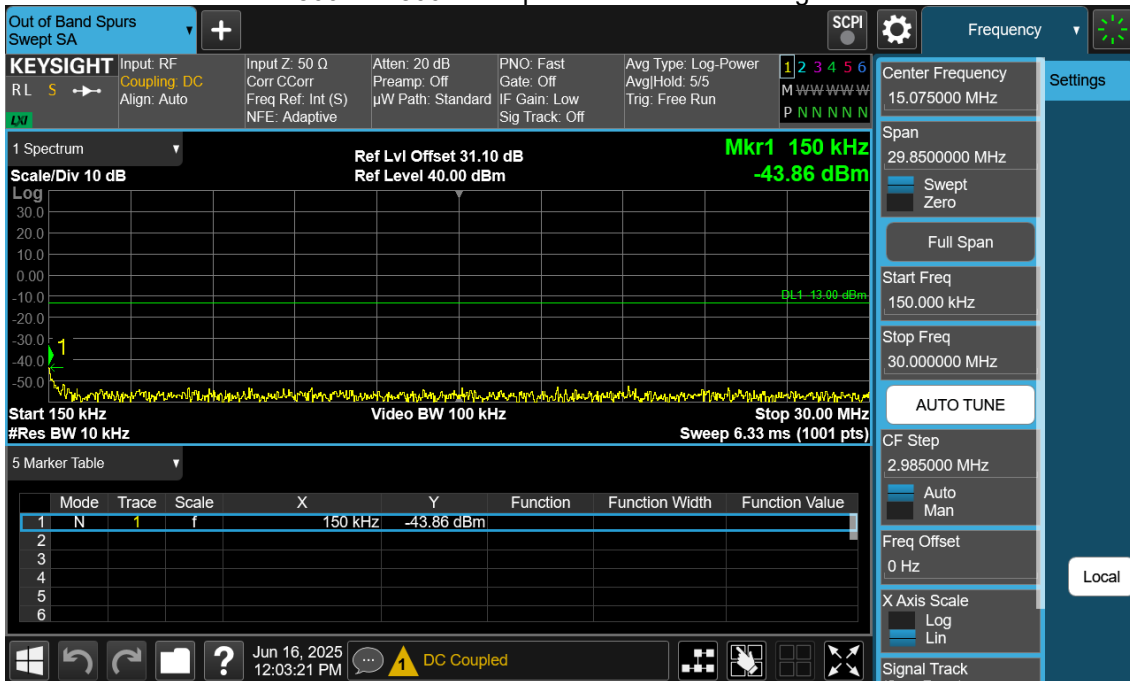 Out of Band Spurs
Swept SA
+
SCPI
Frequency
KEYSIGHT
RL S
LXI
Input: RF
Coupling: DC
Align: Auto
Input Z: 50 Ω
Corr CCorr
Freq Ref: Int (S)
NFE: Adaptive
Atten: 20 dB
Preamp: Off
µW Path: Standard
PNO: Fast
Gate: Off
IF Gain: Low
Sig Track: Off
Avg Type: Log-Power
Avg|Hold: 5/5
Trig: Free Run
1 2 3 4 5 6
M W W W W W
P N N N N N
1 Spectrum
Scale/Div 10 dB
Ref Lvl Offset 31.10 dB
Ref Level 40.00 dBm
Mkr1 150 kHz
-43.86 dBm
Log
30.0
20.0
10.0
0.00
-10.0
-20.0
-30.0
-40.0
-50.0
DL1 -13.00 dBm
1
Start 150 kHz
#Res BW 10 kHz
Video BW 100 kHz
Stop 30.00 MHz
Sweep 6.33 ms (1001 pts)
5 Marker Table
Mode Trace Scale X Y Function Function Width Function Value
1 N 1 f 150 kHz -43.86 dBm
2
3
4
5
6
Center Frequency
15.075000 MHz
Span
29.8500000 MHz
Swept
Zero
Full Span
Start Freq
150.000 kHz
Stop Freq
30.000000 MHz
AUTO TUNE
CF Step
2.985000 MHz
Auto
Man
Freq Offset
0 Hz
X Axis Scale
Log
Lin
Signal Track
Settings
Local
?
Jun 16, 2025
12:03:21 PM
1 DC Coupled